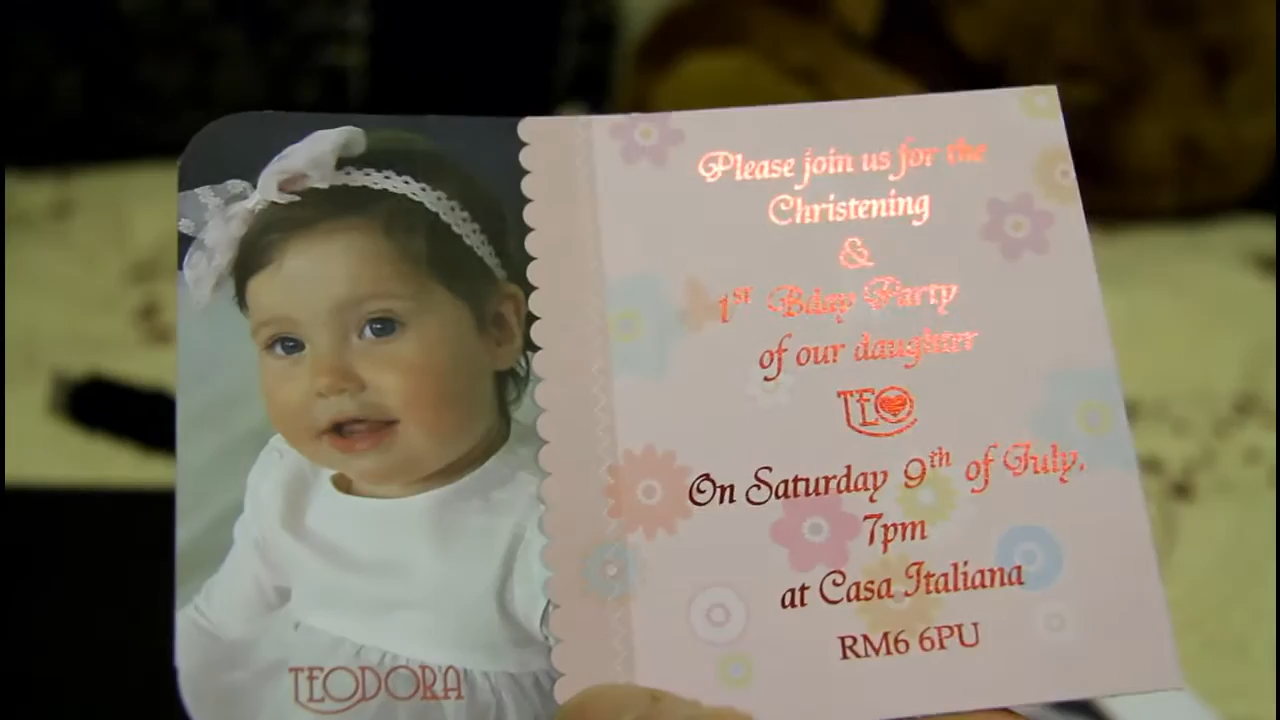 Please join us for the
Christening
&
1ST Bday Party
of our daughter
TEO
On Saturday 9th of July,
7pm
at Casa Italiana
RM6 6PU
TEODORA